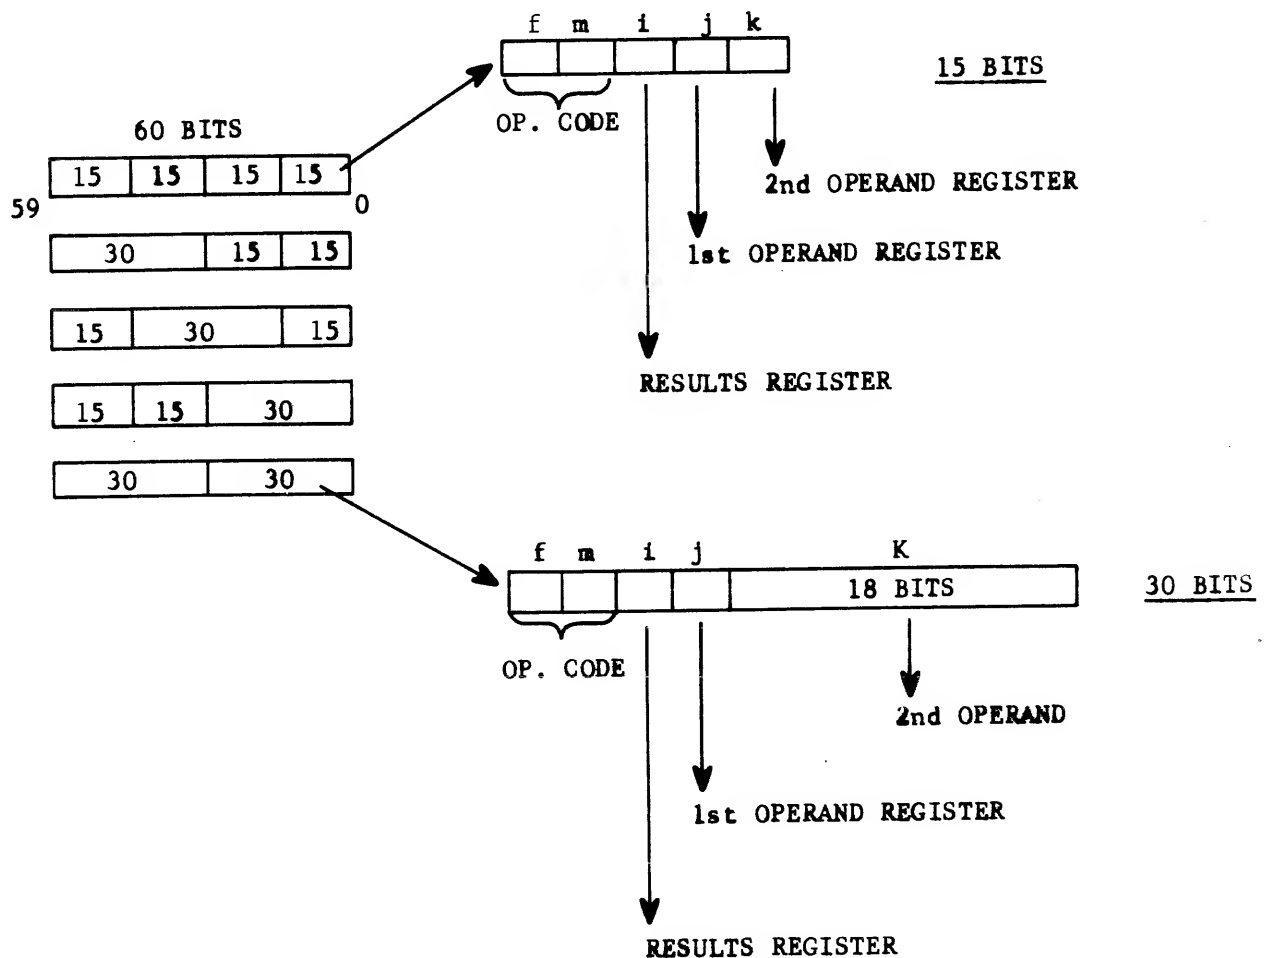 f m i j k
15 BITS
OP. CODE
60 BITS
15 15 15 15
59 0
2nd OPERAND REGISTER
30 15 15
1st OPERAND REGISTER
15 30 15
RESULTS REGISTER
15 15 30
30 30
f m i j K
18 BITS
30 BITS
OP. CODE
2nd OPERAND
1st OPERAND REGISTER
RESULTS REGISTER